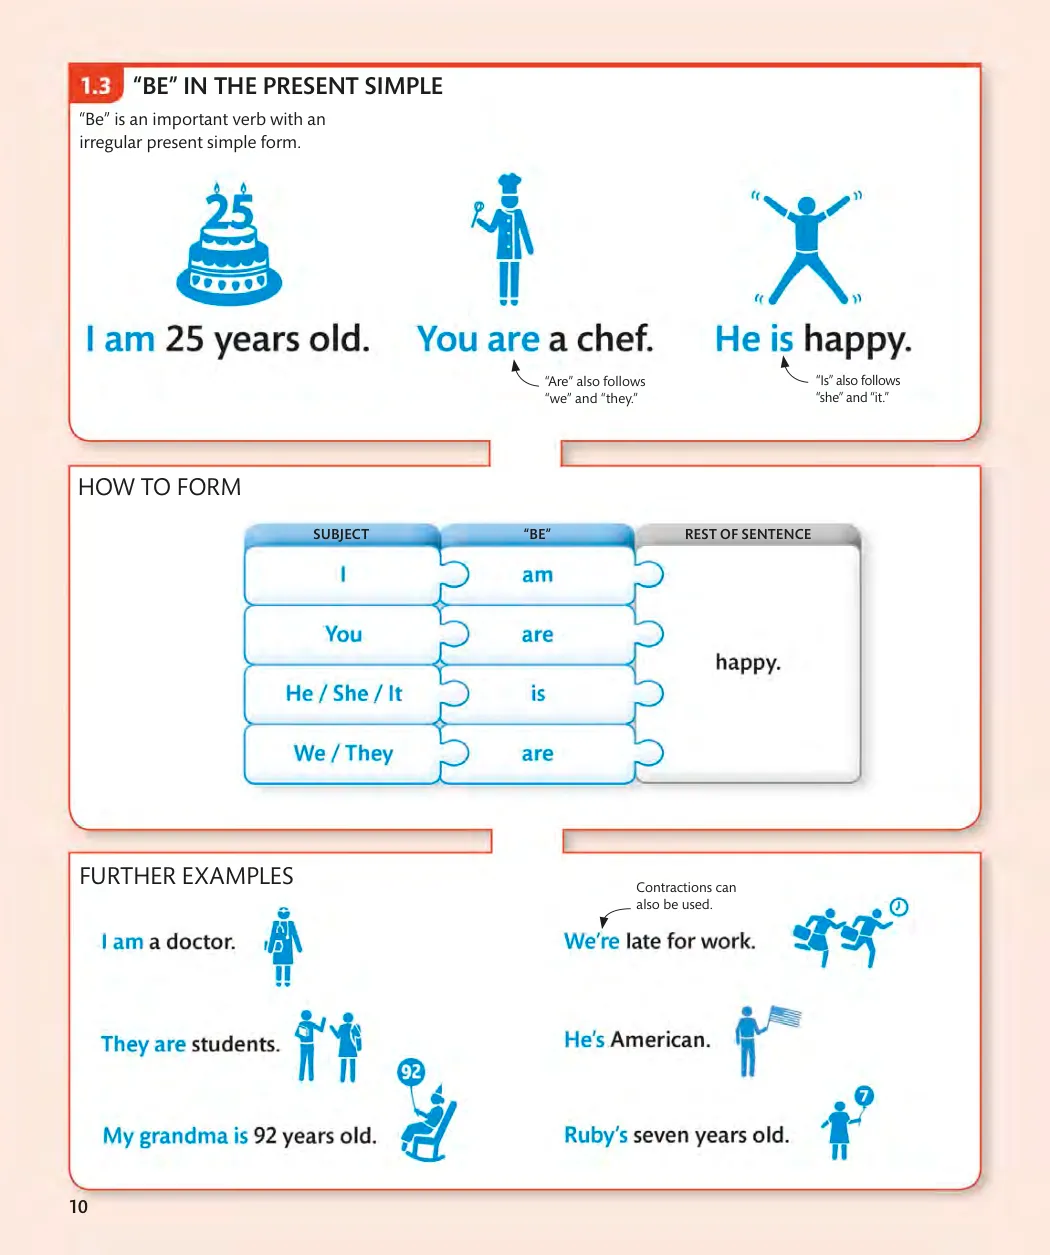 1.3 “BE” IN THE PRESENT SIMPLE
“Be” is an important verb with an
irregular present simple form.
25
I am 25 years old.
You are a chef.
He is happy.
“Are” also follows
“we” and “they.”
“Is” also follows
“she” and “it.”
HOW TO FORM
SUBJECT “BE” REST OF SENTENCE
I am
You are
happy.
He / She / It is
We / They are
FURTHER EXAMPLES
Contractions can
also be used.
I am a doctor.
We’re late for work.
They are students.
He’s American.
92
My grandma is 92 years old.
7
Ruby’s seven years old.
10